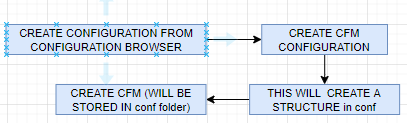 CREATE CONFIGURATION FROM
CONFIGURATION BROWSER
CREATE CFM
CONFIGURATION
THIS WILL CREATE A
STRUCTURE in conf
CREATE CFM (WILL BE
STORED IN conf folder)